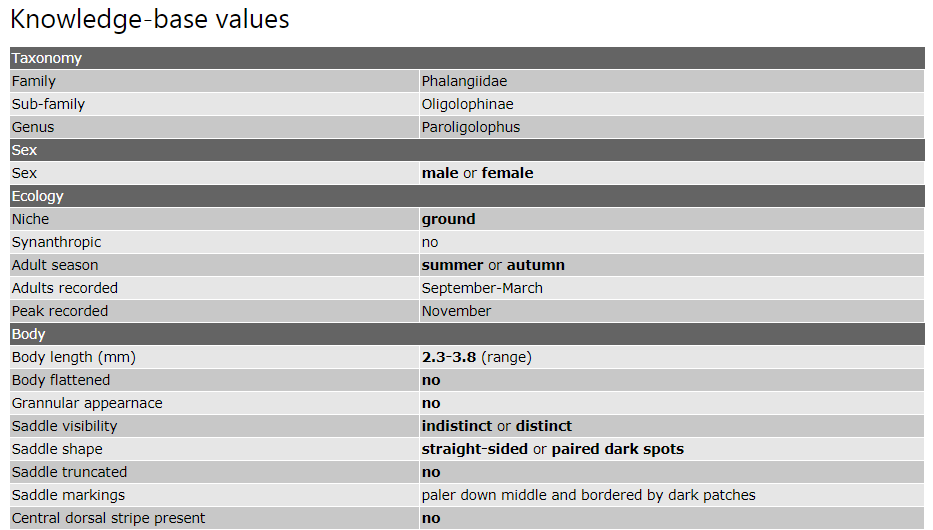 Knowledge-base values
Taxonomy
Family Phalangiidae
Sub-family Oligolophinae
Genus Paroligolophus
Sex
Sex male or female
Ecology
Niche ground
Synanthropic no
Adult season summer or autumn
Adults recorded September-March
Peak recorded November
Body
Body length (mm) 2.3-3.8 (range)
Body flattened no
Grannular appearnace no
Saddle visibility indistinct or distinct
Saddle shape straight-sided or paired dark spots
Saddle truncated no
Saddle markings paler down middle and bordered by dark patches
Central dorsal stripe present no